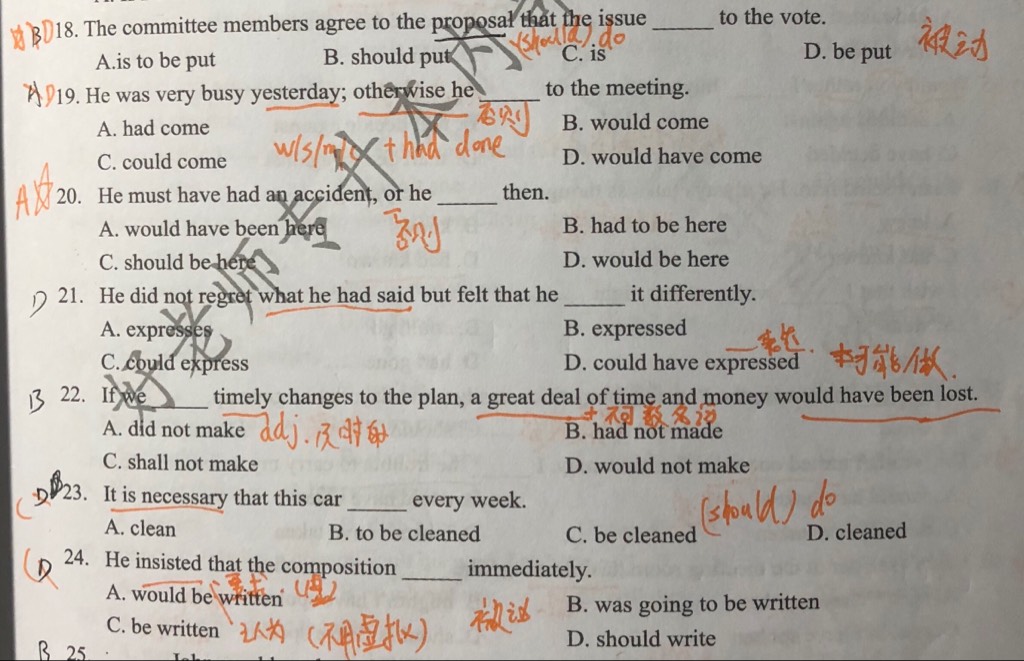 BD 18. The committee members agree to the proposal that the issue ______ to the vote. 被动
(should) do
A.is to be put B. should put C. is D. be put
D 19. He was very busy yesterday; otherwise he ______ to the meeting.
否则
A. had come B. would come
w/s/m/c + had done
C. could come D. would have come
A 20. He must have had an accident, or he ______ then.
否则
A. would have been here B. had to be here
C. should be here D. would be here
D 21. He did not regret what he had said but felt that he ______ it differently.
A. expresses B. expressed
C. could express D. could have expressed 本可能做.
B 22. If we ______ timely changes to the plan, a great deal of time and money would have been lost.
+不可数名词
A. did not make adj. 及时的 B. had not made
C. shall not make D. would not make
23. It is necessary that this car ______ every week.
(should) do
A. clean B. to be cleaned C. be cleaned D. cleaned
24. He insisted that the composition ______ immediately.
要求
A. would be written B. was going to be written
C. be written 认为 (不用虚拟) 被动 D. should write
B 25